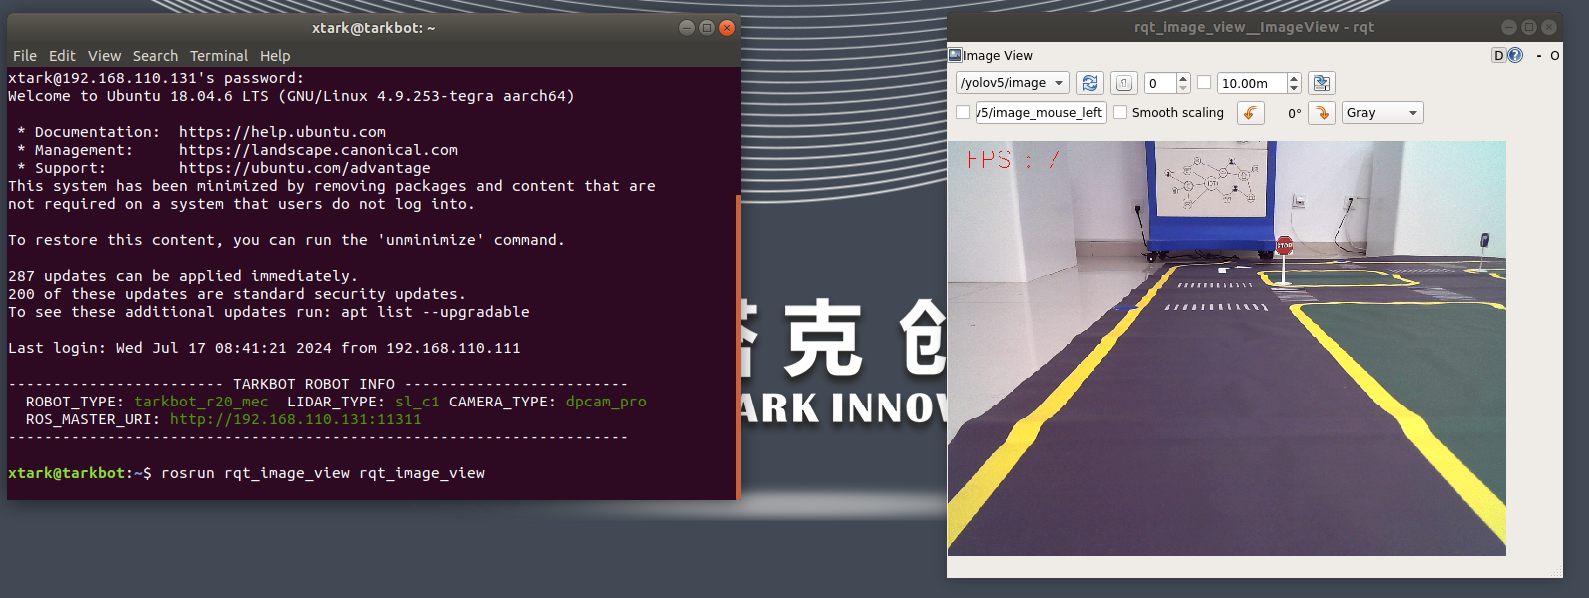 xtark@tarkbot: ~
File Edit View Search Terminal Help
xtark@192.168.110.131's password:
Welcome to Ubuntu 18.04.6 LTS (GNU/Linux 4.9.253-tegra aarch64)
* Documentation: https://help.ubuntu.com
* Management: https://landscape.canonical.com
* Support: https://ubuntu.com/advantage
This system has been minimized by removing packages and content that are
not required on a system that users do not log into.
To restore this content, you can run the 'unminimize' command.
287 updates can be applied immediately.
200 of these updates are standard security updates.
To see these additional updates run: apt list --upgradable
Last login: Wed Jul 17 08:41:21 2024 from 192.168.110.111
------------------------ TARKBOT ROBOT INFO -------------------------
ROBOT_TYPE: tarkbot_r20_mec LIDAR_TYPE: sl_c1 CAMERA_TYPE: dpcam_pro
ROS_MASTER_URI: http://192.168.110.131:11311
---------------------------------------------------------------------
xtark@tarkbot:~$ rosrun rqt_image_view rqt_image_view
克创
ARK INNOV
rqt_image_view__ImageView - rqt
Image View
D
- O
/yolov5/image
0
10.00m
v5/image_mouse_left
Smooth scaling
0°
Gray
FPS : 7
STOP